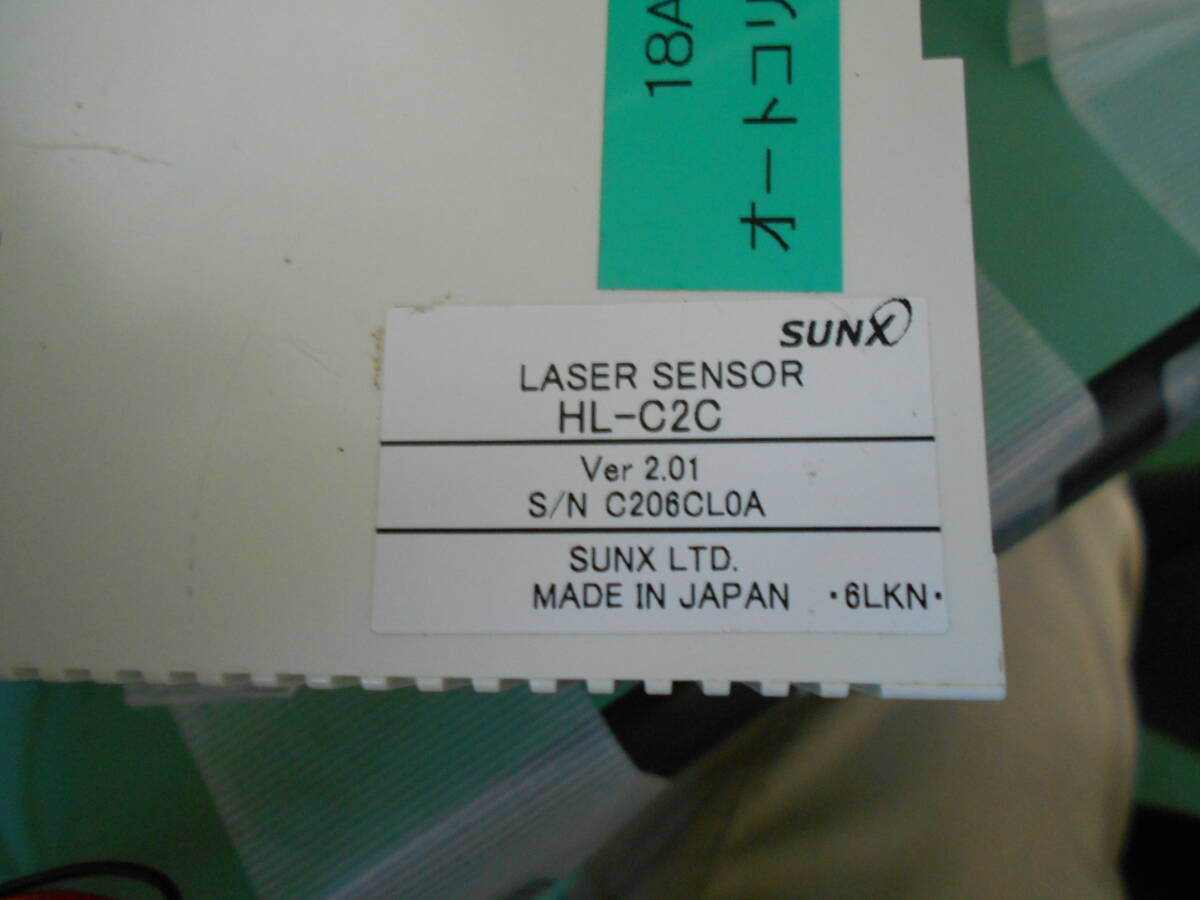 18A
オートコリ
SUNX
LASER SENSOR
HL-C2C
Ver 2.01
S/N C206CL0A
SUNX LTD.
MADE IN JAPAN ・6LKN・